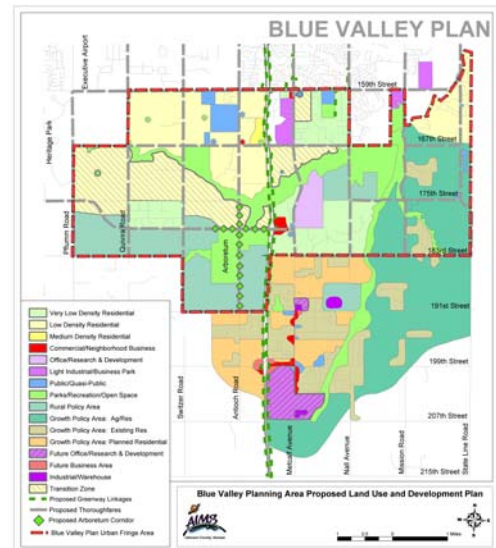 BLUE VALLEY PLAN
Executive Airport
159th Street
Heritage Park
167th Street
175th Street
Pflumm Road
Quivira Road
Arboretum
183rd Street
191st Street
199th Street
Switzer Road
Antioch Road
207th Street
Metcalf Avenue
Nall Avenue
Mission Road
State Line Road
215th Street
Very Low Density Residential
Low Density Residential
Medium Density Residential
Commercial/Neighborhood Business
Office/Research & Development
Light Industrial/Business Park
Public/Quasi-Public
Parks/Recreation/Open Space
Rural Policy Area
Growth Policy Area: Ag/Res
Growth Policy Area: Existing Res
Growth Policy Area: Planned Residential
Future Office/Research & Development
Future Business Area
Industrial/Warehouse
Transition Zone
Proposed Greenway Linkages
Proposed Thoroughfares
Proposed Arboretum Corridor
Blue Valley Plan Urban Fringe Area
Blue Valley Planning Area Proposed Land Use and Development Plan
AIMS
Johnson County, Kansas